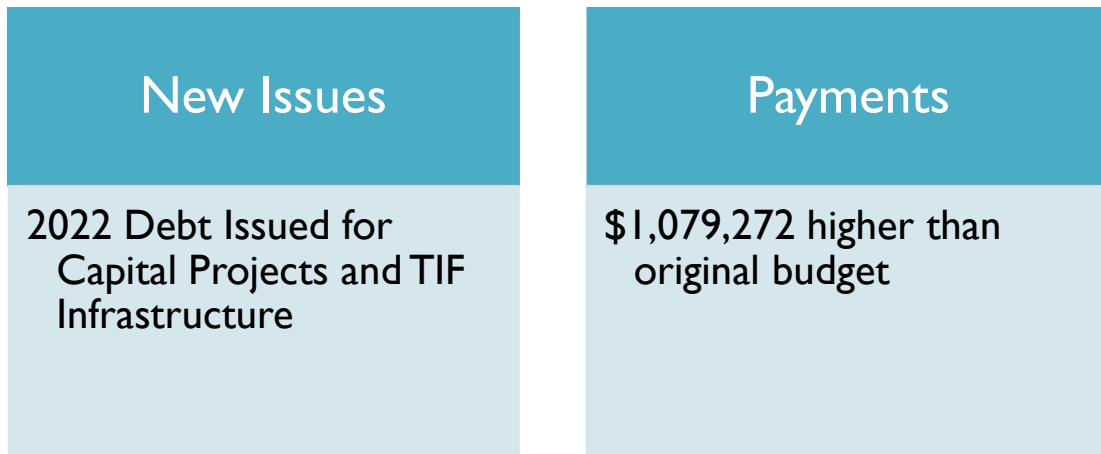 New Issues
2022 Debt Issued for
Capital Projects and TIF
Infrastructure
Payments
$1,079,272 higher than
original budget